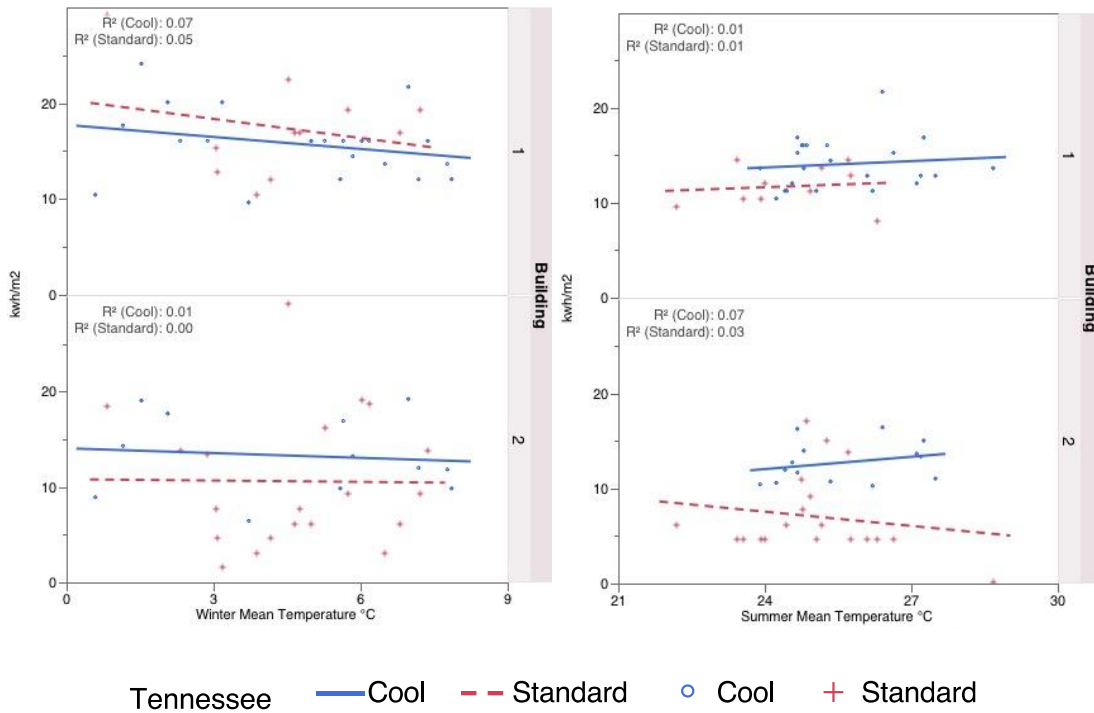 R² (Cool): 0.07
R² (Standard): 0.05
20
10
0
1
R² (Cool): 0.01
R² (Standard): 0.00
20
10
0
2
kwh/m2
Building
0 3 6 9
Winter Mean Temperature °C
R² (Cool): 0.01
R² (Standard): 0.01
20
10
0
1
R² (Cool): 0.07
R² (Standard): 0.03
20
10
0
2
kwh/m2
Building
21 24 27 30
Summer Mean Temperature °C
Tennessee Cool Standard Cool Standard